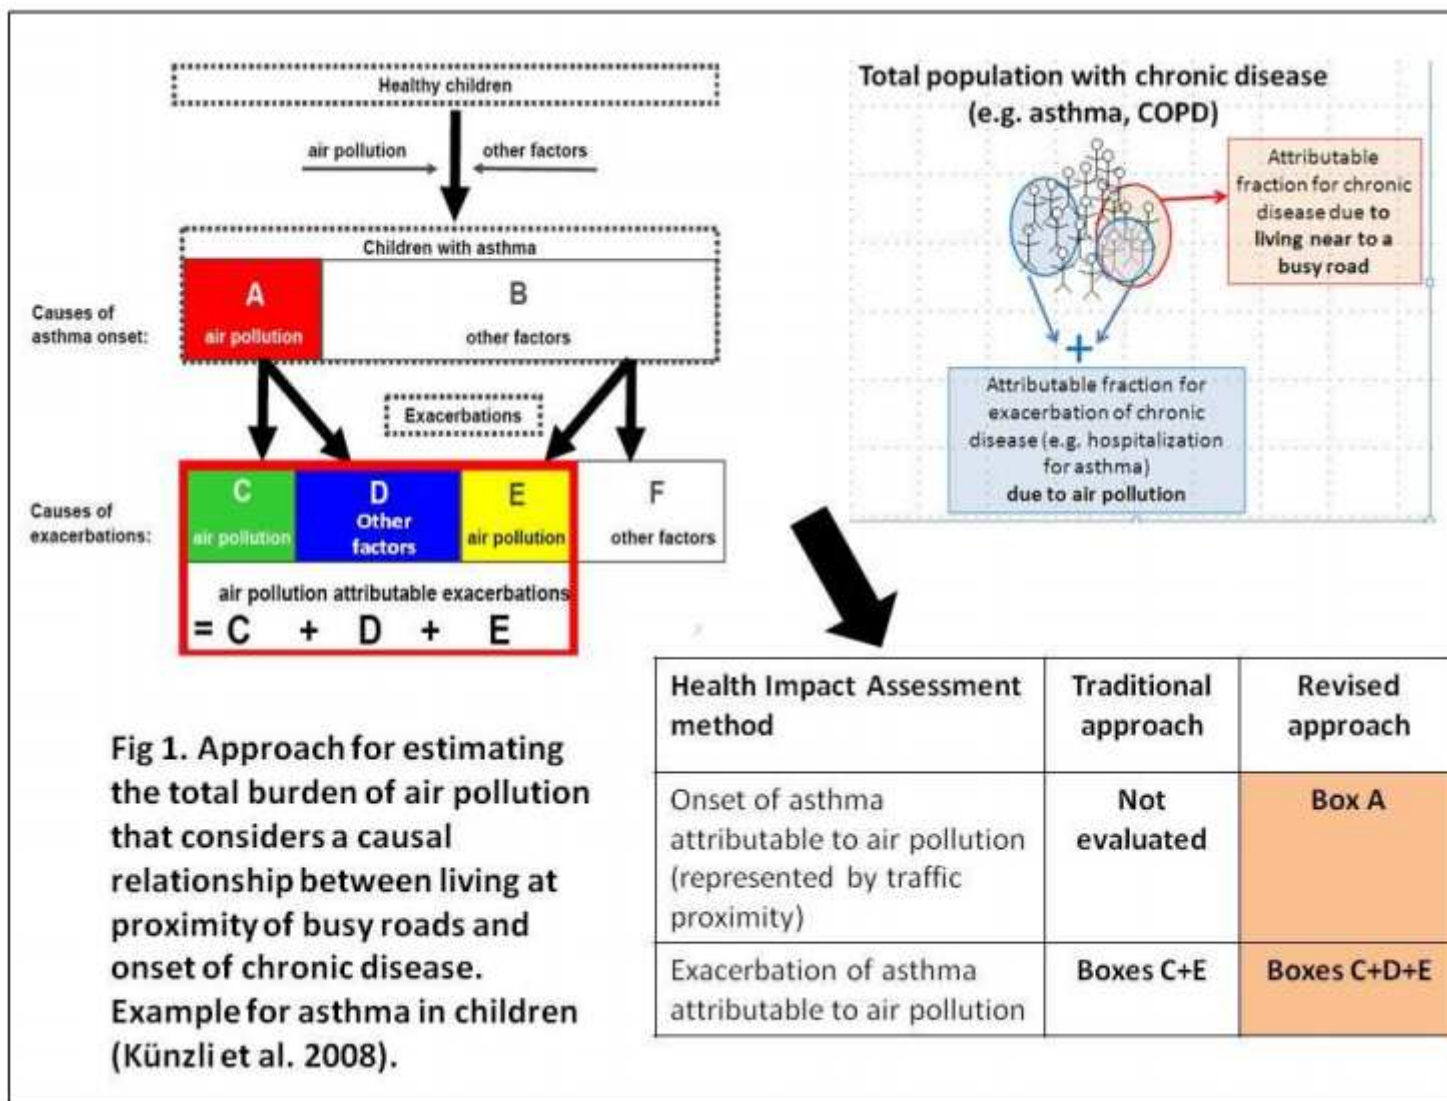 Healthy children
air pollution
other factors
Children with asthma
Causes of
asthma onset:
A
air pollution
B
other factors
Exacerbations
Causes of
exacerbations:
C
air pollution
D
Other
factors
E
air pollution
F
other factors
air pollution attributable exacerbations
= C + D + E
Total population with chronic disease
(e.g. asthma, COPD)
Attributable
fraction for chronic
disease due to
living near to a
busy road
+
Attributable fraction for
exacerbation of chronic
disease (e.g. hospitalization
for asthma)
due to air pollution
Fig 1. Approach for estimating
the total burden of air pollution
that considers a causal
relationship between living at
proximity of busy roads and
onset of chronic disease.
Example for asthma in children
(Künzli et al. 2008).
Health Impact Assessment
method
Traditional
approach
Revised
approach
Onset of asthma
attributable to air pollution
(represented by traffic
proximity)
Not
evaluated
Box A
Exacerbation of asthma
attributable to air pollution
Boxes C+E
Boxes C+D+E